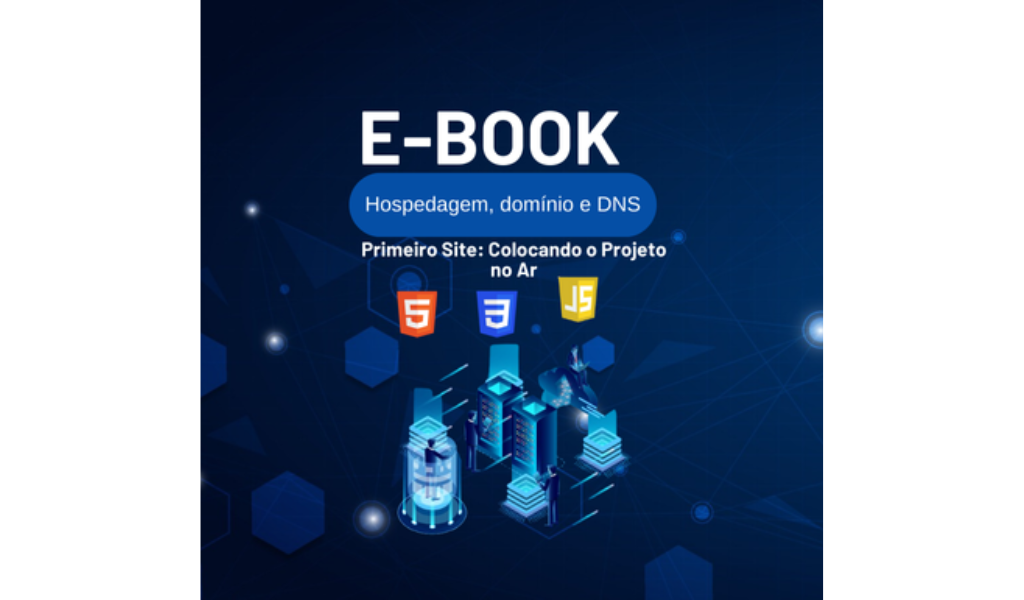 E-BOOK
Hospedagem, domínio e DNS
Primeiro Site: Colocando o Projeto
no Ar
5
3
JS